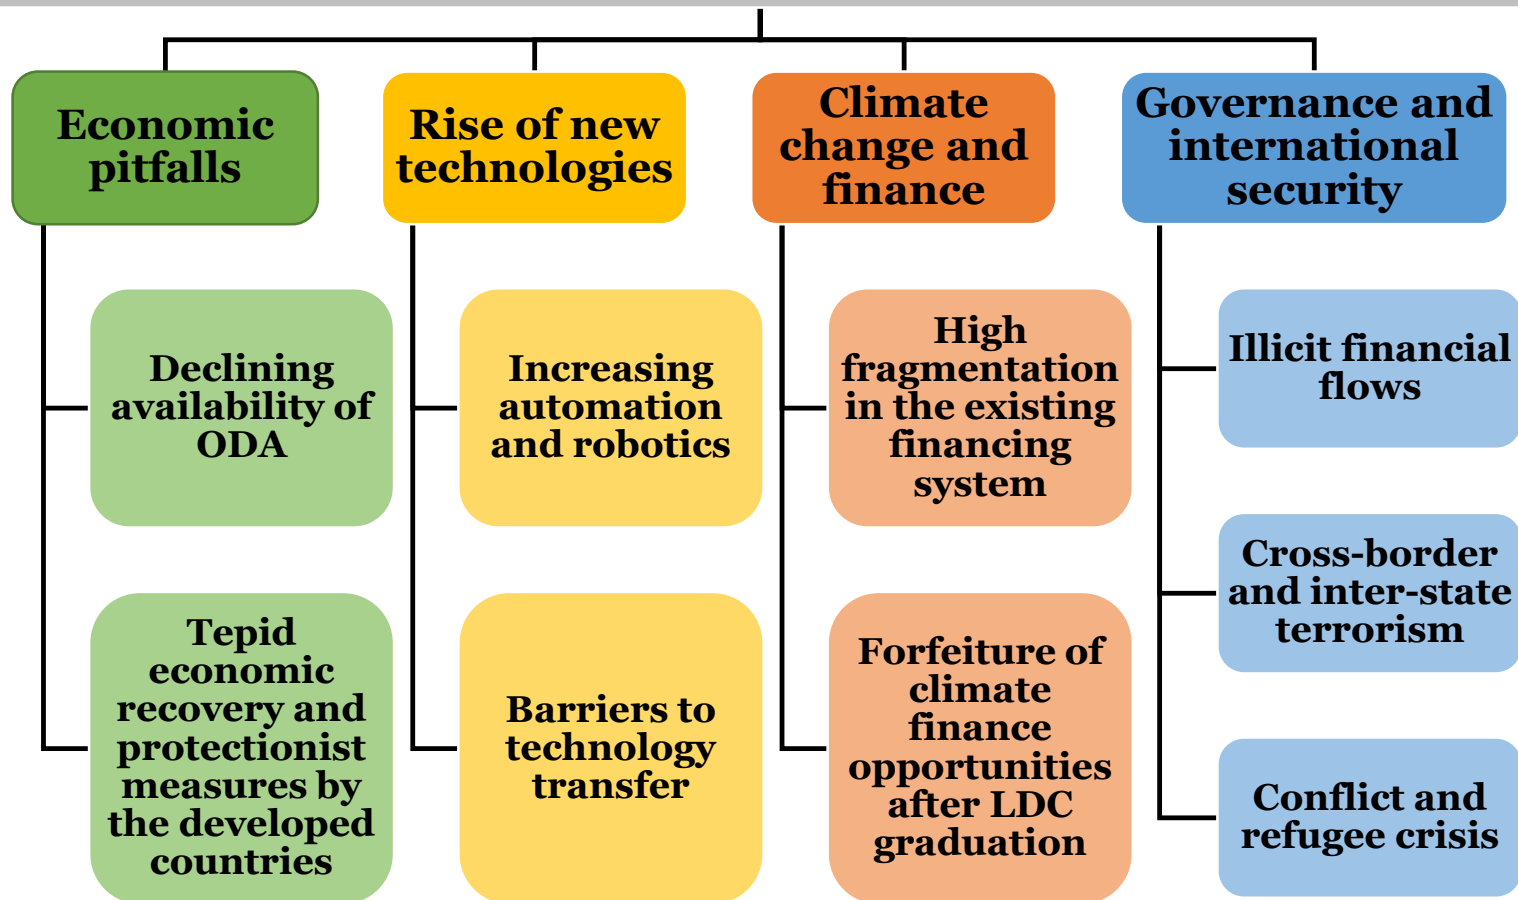 Economic
pitfalls
Rise of new
technologies
Climate
change and
finance
Governance and
international
security
Declining
availability of
ODA
Tepid
economic
recovery and
protectionist
measures by
the developed
countries
Increasing
automation
and robotics
Barriers to
technology
transfer
High
fragmentation
in the existing
financing
system
Forfeiture of
climate
finance
opportunities
after LDC
graduation
Illicit financial
flows
Cross-border
and inter-state
terrorism
Conflict and
refugee crisis